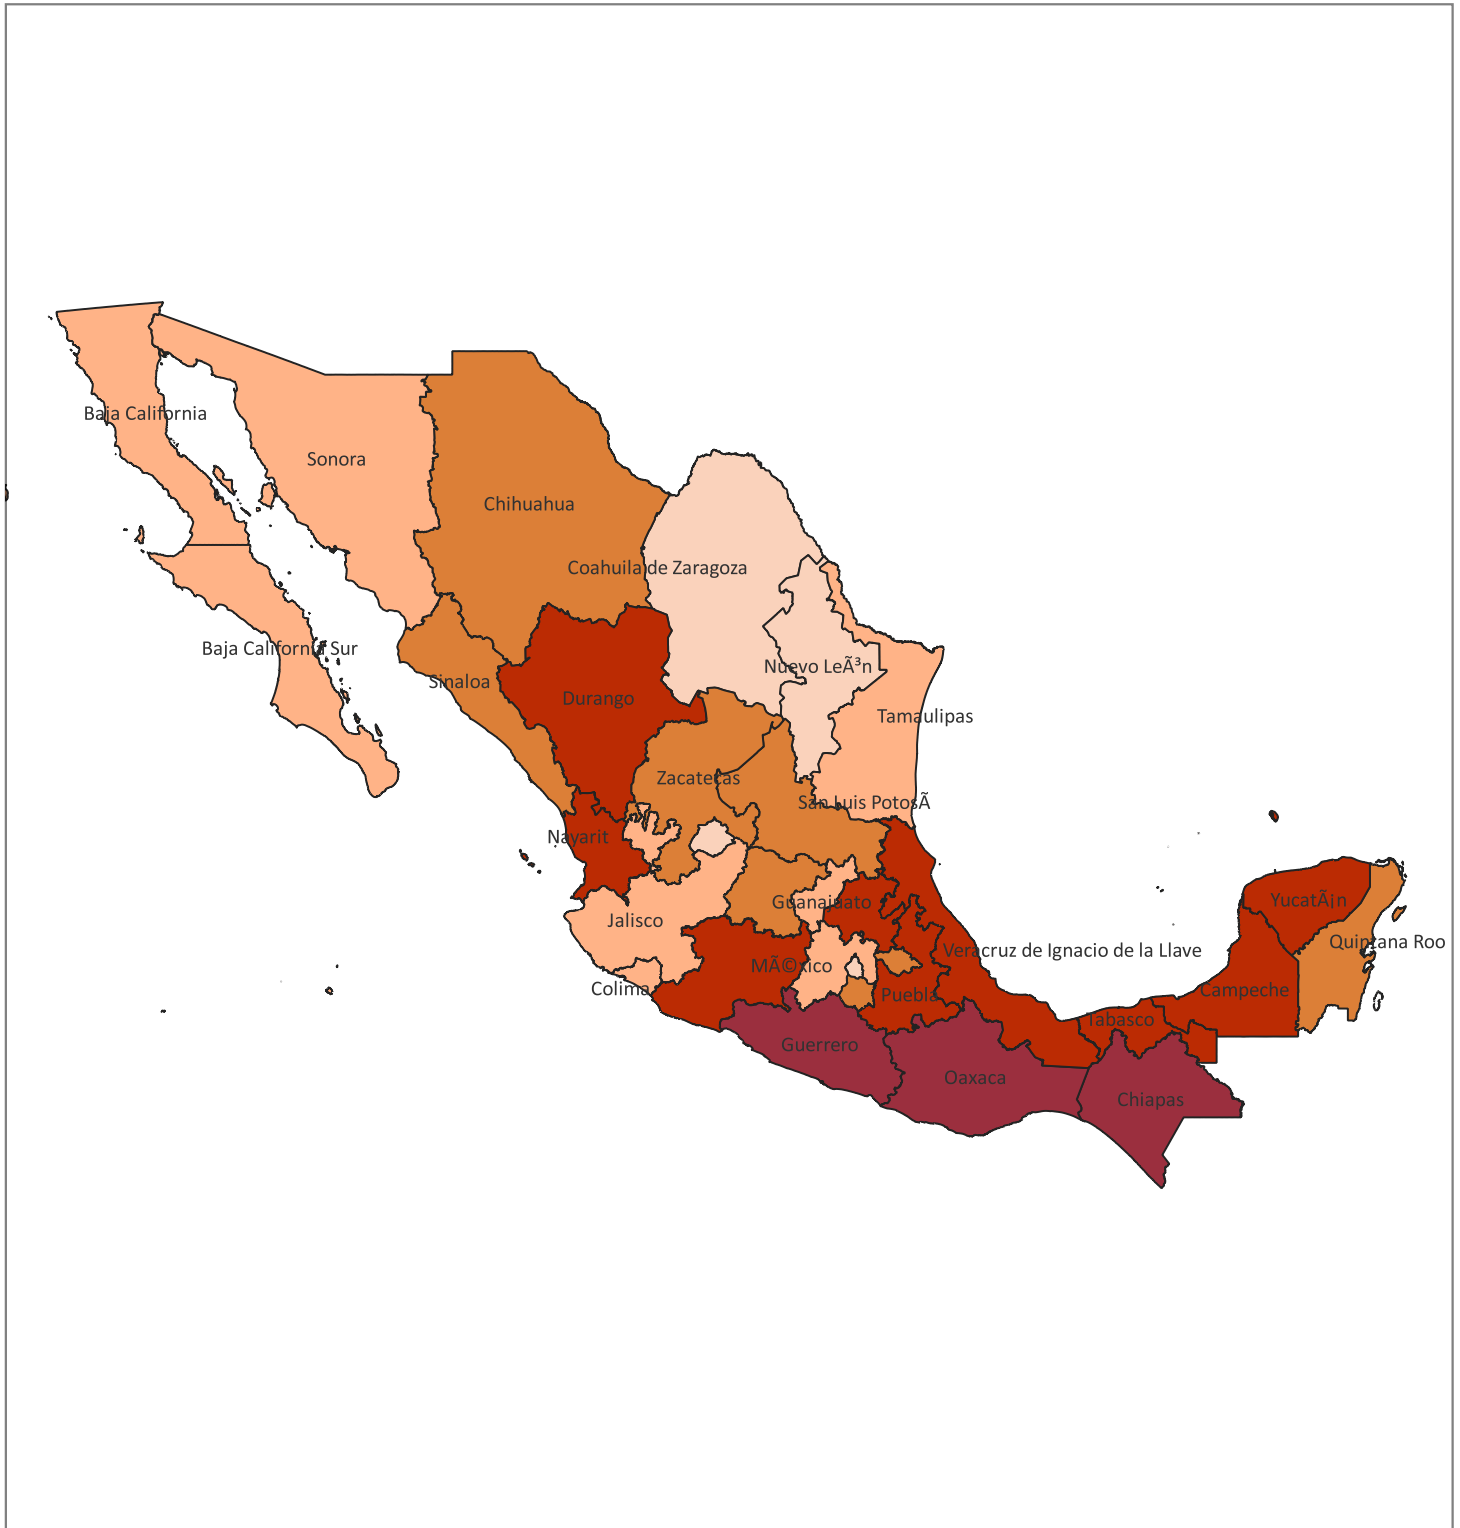 Baja California
Sonora
Chihuahua
Coahuila de Zaragoza
Baja California Sur
Nuevo LeÃ³n
Sinaloa
Durango
Tamaulipas
Zacatecas
San Luis PotosÃ
Nayarit
Guanajuato
YucatÃ¡n
Jalisco
Quintana Roo
Veracruz de Ignacio de la Llave
MÃ©xico
Colima
Puebla
Campeche
Tabasco
Guerrero
Oaxaca
Chiapas